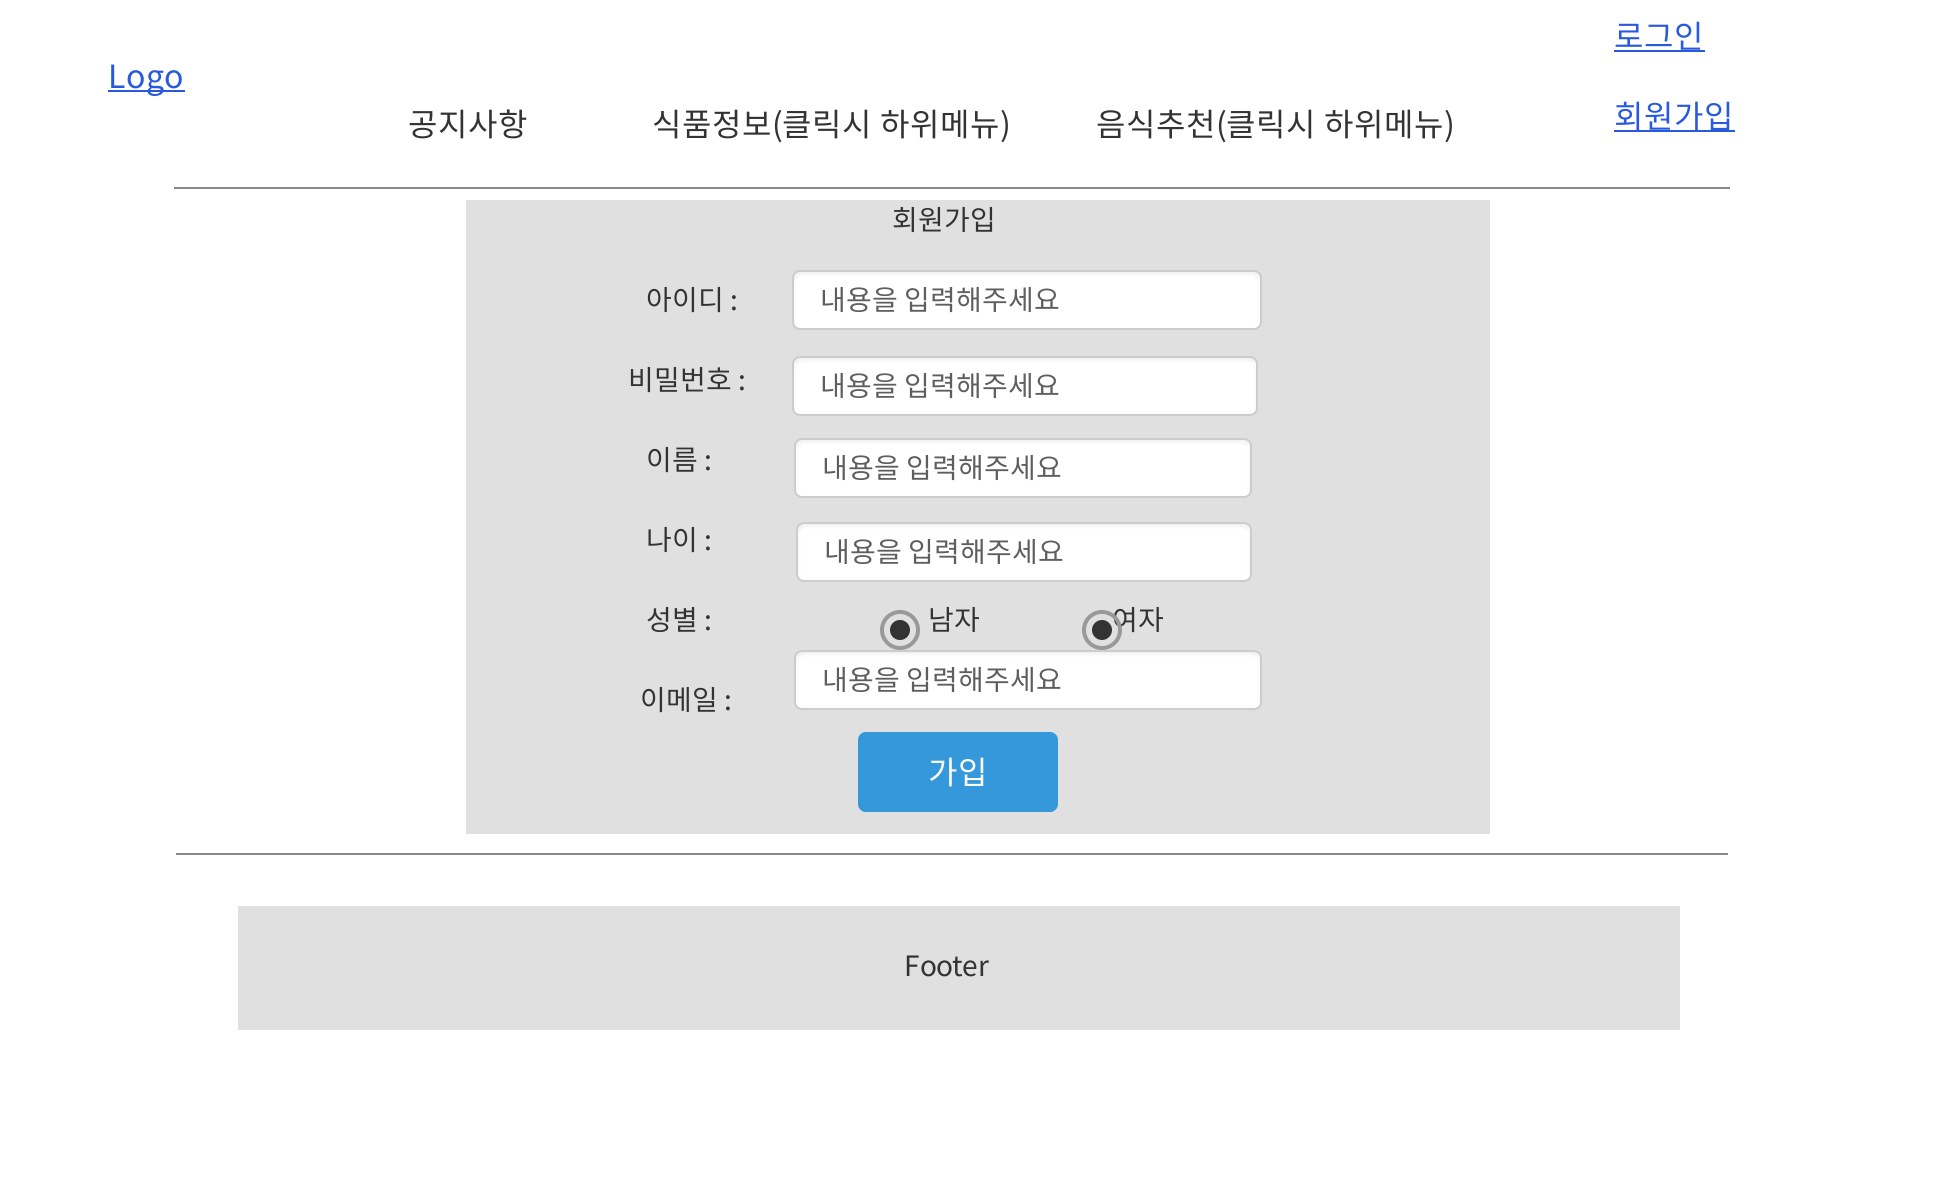 로그인
Logo
회원가입
공지사항 식품정보(클릭시 하위메뉴) 음식추천(클릭시 하위메뉴)
회원가입
아이디 : 내용을 입력해주세요
비밀번호 : 내용을 입력해주세요
이름 : 내용을 입력해주세요
나이 : 내용을 입력해주세요
성별 : 남자 여자
이메일 : 내용을 입력해주세요
가입
Footer